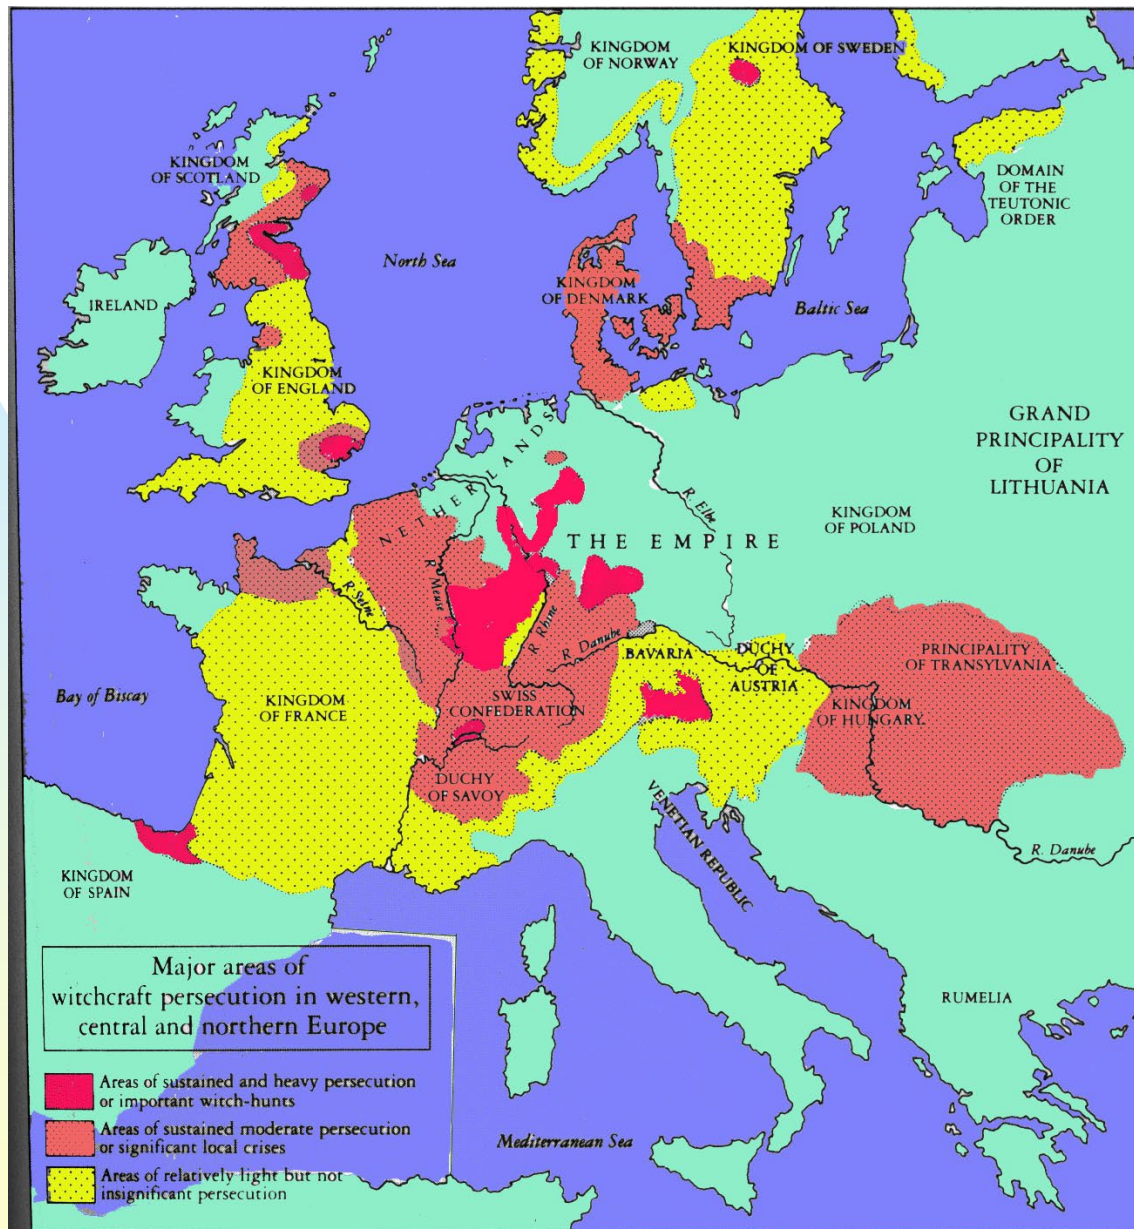 KINGDOM
OF NORWAY
KINGDOM OF SWEDEN
KINGDOM
OF SCOTLAND
DOMAIN
OF THE
TEUTONIC
ORDER
North Sea
IRELAND
KINGDOM
OF DENMARK
Baltic Sea
KINGDOM
OF ENGLAND
GRAND
PRINCIPALITY
OF
LITHUANIA
NETHERLANDS
R. Elbe
KINGDOM
OF POLAND
THE EMPIRE
R. Meuse
R. Seine
R. Rhine
R. Danube
BAVARIA
DUCHY
OF
AUSTRIA
PRINCIPALITY
OF TRANSYLVANIA
Bay of Biscay
KINGDOM
OF FRANCE
SWISS
CONFEDERATION
KINGDOM
OF HUNGARY
DUCHY
OF SAVOY
VENETIAN REPUBLIC
R. Danube
KINGDOM
OF SPAIN
Major areas of
witchcraft persecution in western,
central and northern Europe
RUMELIA
Areas of sustained and heavy persecution
or important witch-hunts
Areas of sustained moderate persecution
or significant local crises
Areas of relatively light but not
insignificant persecution
Mediterranean Sea